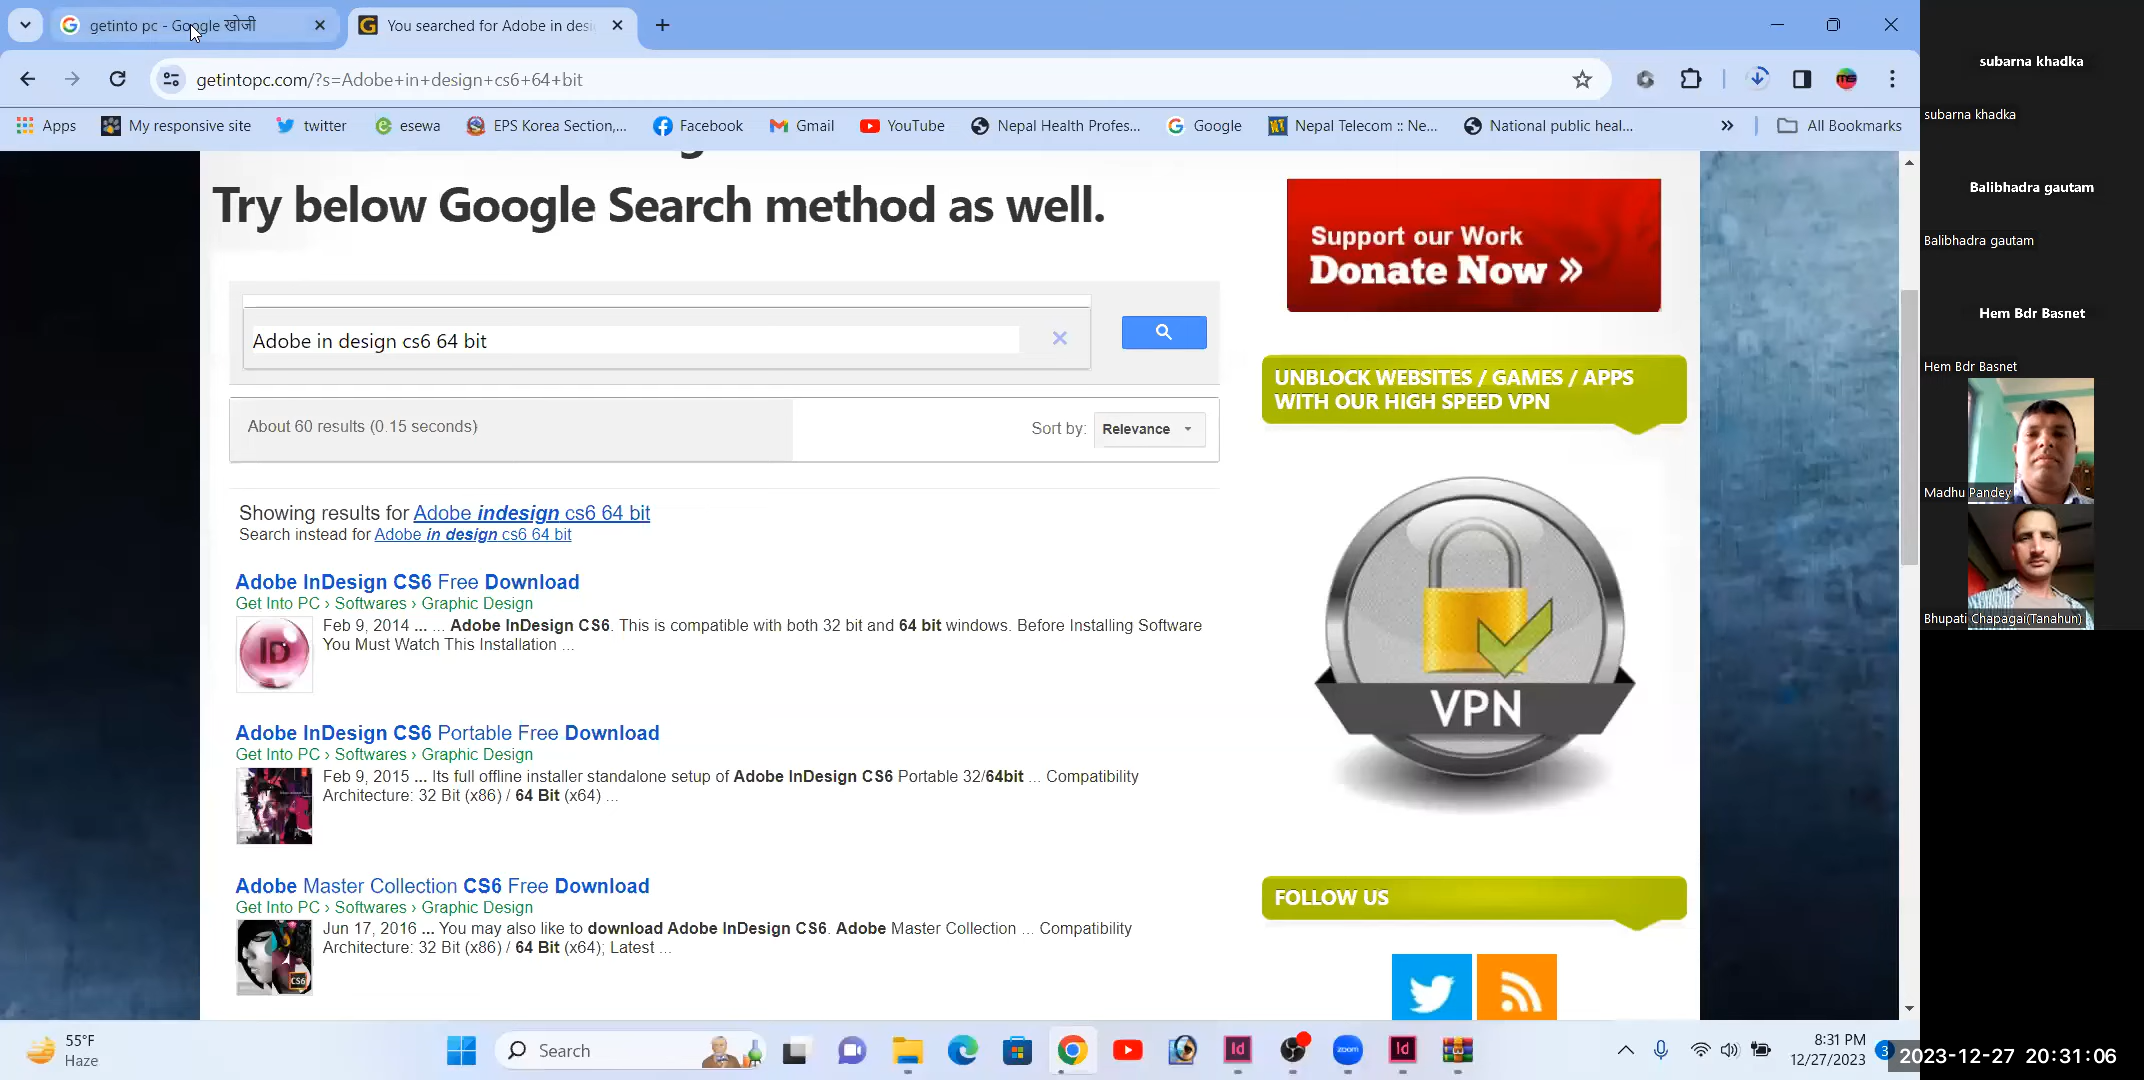 getinto pc - Google खोजी
You searched for Adobe in desi
getintopc.com/?s=Adobe+in+design+cs6+64+bit
Apps
My responsive site
twitter
esewa
EPS Korea Section,...
Facebook
Gmail
YouTube
Nepal Health Profes...
Google
Nepal Telecom :: Ne...
National public heal...
All Bookmarks
Try below Google Search method as well.
Adobe in design cs6 64 bit
About 60 results (0.15 seconds)
Sort by: Relevance
Showing results for Adobe indesign cs6 64 bit
Search instead for Adobe in design cs6 64 bit
Adobe InDesign CS6 Free Download
Get Into PC › Softwares › Graphic Design
ID
Feb 9, 2014 ... ... Adobe InDesign CS6. This is compatible with both 32 bit and 64 bit windows. Before Installing Software
You Must Watch This Installation ...
Adobe InDesign CS6 Portable Free Download
Get Into PC › Softwares › Graphic Design
Feb 9, 2015 ... Its full offline installer standalone setup of Adobe InDesign CS6 Portable 32/64bit ... Compatibility
Architecture: 32 Bit (x86) / 64 Bit (x64) ...
Adobe Master Collection CS6 Free Download
Get Into PC › Softwares › Graphic Design
Jun 17, 2016 ... You may also like to download Adobe InDesign CS6. Adobe Master Collection ... Compatibility
Architecture: 32 Bit (x86) / 64 Bit (x64); Latest ...
CS6
Support our Work
Donate Now »
UNBLOCK WEBSITES / GAMES / APPS
WITH OUR HIGH SPEED VPN
VPN
FOLLOW US
subarna khadka
subarna khadka
Balibhadra gautam
Balibhadra gautam
Hem Bdr Basnet
Hem Bdr Basnet
Madhu Pandey
Bhupati Chapagai(Tanahun)
55°F
Haze
Search
Id
zoom
Id
8:31 PM
12/27/2023
3
2023-12-27 20:31:06